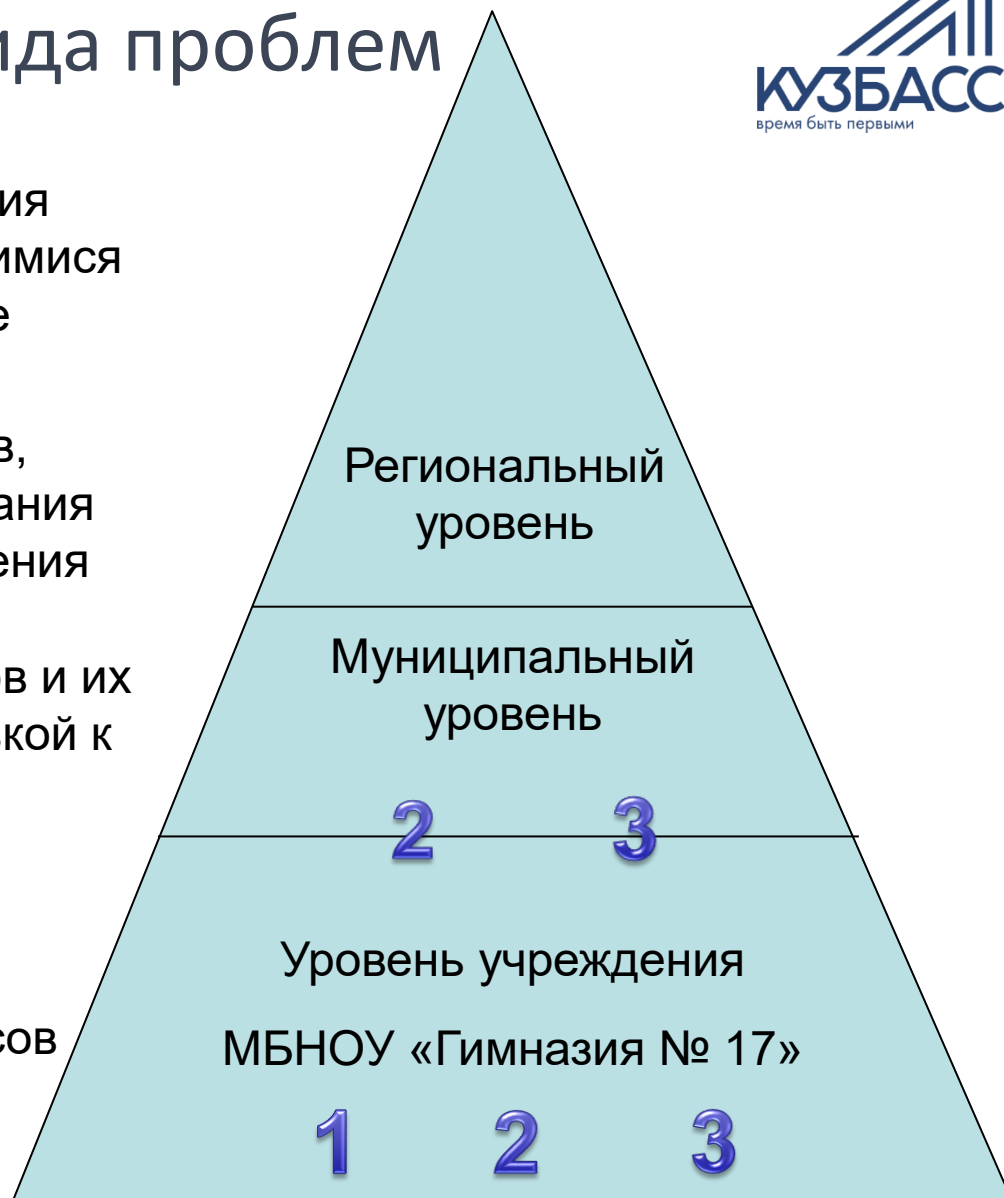 ида проблем
КУЗБАСС
время быть первыми
ия
имися
е
в,
ания
ения
ов и их
кой к
сов
Региональный
уровень
Муниципальный
уровень
2 3
Уровень учреждения
МБНОУ «Гимназия № 17»
1 2 3